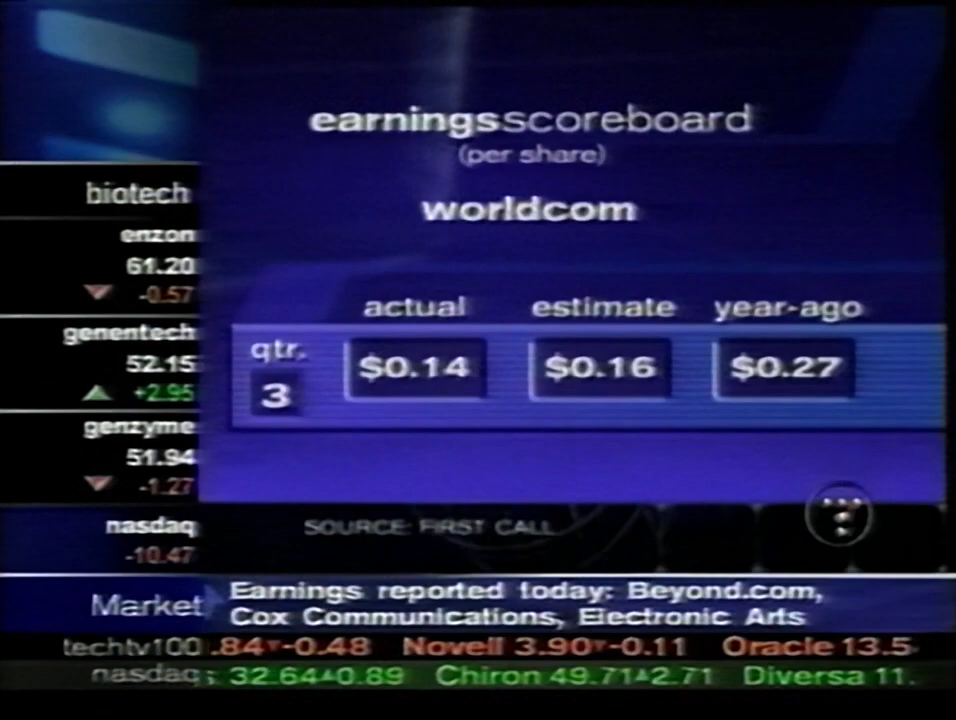 earningsscoreboard
(per share)
worldcom
actual estimate year-ago
qtr.
3
$0.14 $0.16 $0.27
SOURCE: FIRST CALL
biotech
enzon
61.20
-0.57
genentech
52.15
+2.95
genzyme
51.94
-1.27
nasdaq
-10.47
Market
Earnings reported today: Beyond.com,
Cox Communications, Electronic Arts
techtv100 .84▼-0.48 Novell 3.90▼-0.11 Oracle 13.5
nasdaq 32.64▲0.89 Chiron 49.71▲2.71 Diversa 11.